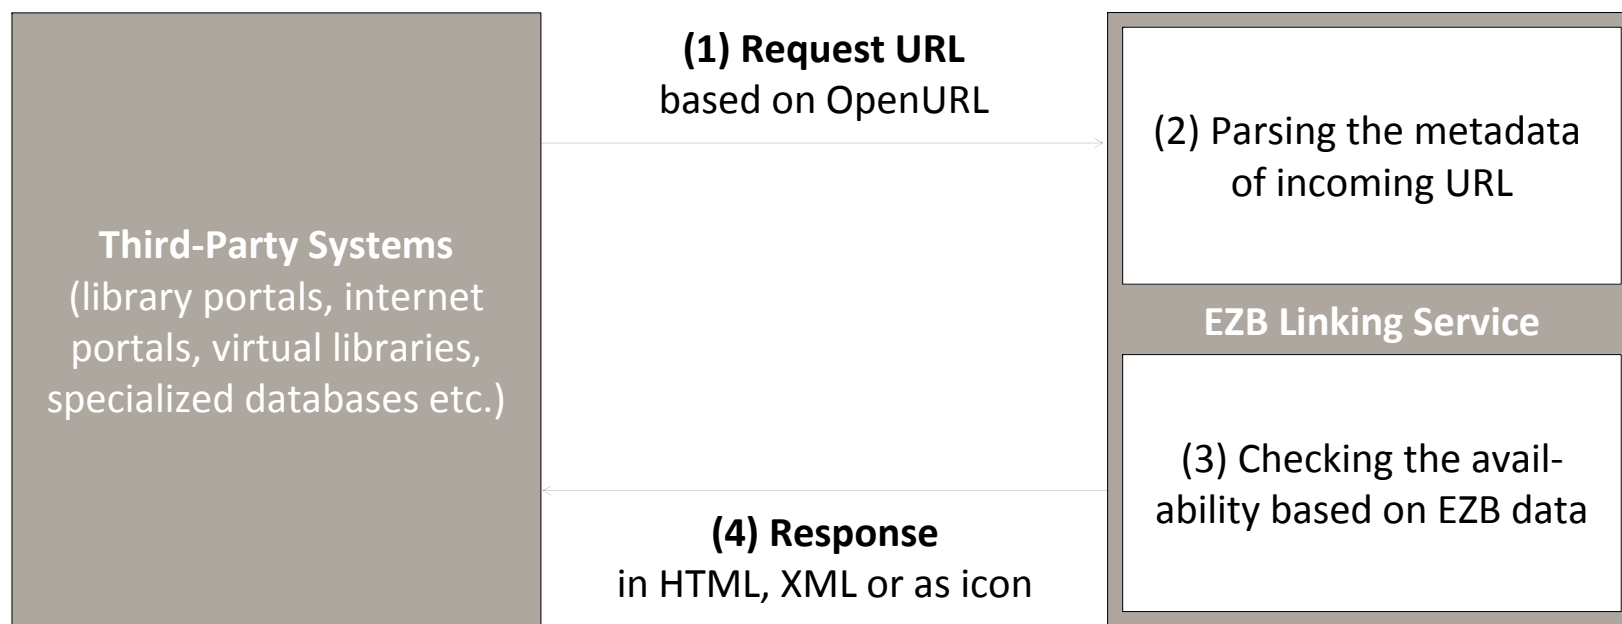 Third-Party Systems
(library portals, internet
portals, virtual libraries,
specialized databases etc.)
(1) Request URL
based on OpenURL
(2) Parsing the metadata
of incoming URL
EZB Linking Service
(3) Checking the avail-
ability based on EZB data
(4) Response
in HTML, XML or as icon